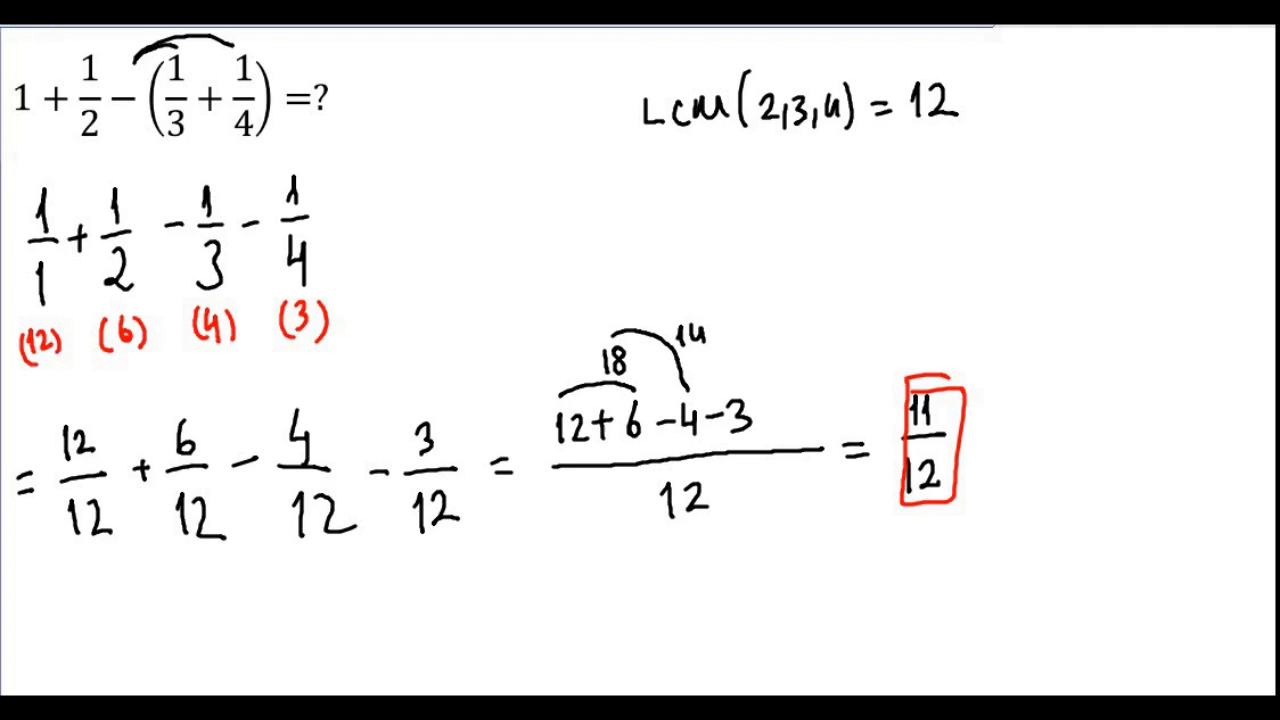 1 + 1/2 − (1/3 + 1/4) =?
LCM(2,3,4) = 12
1/1 + 1/2 - 1/3 - 1/4
(12) (6) (4) (3)
18 14
= 12/12 + 6/12 - 4/12 - 3/12 = (12+6-4-3)/12 = 11/12